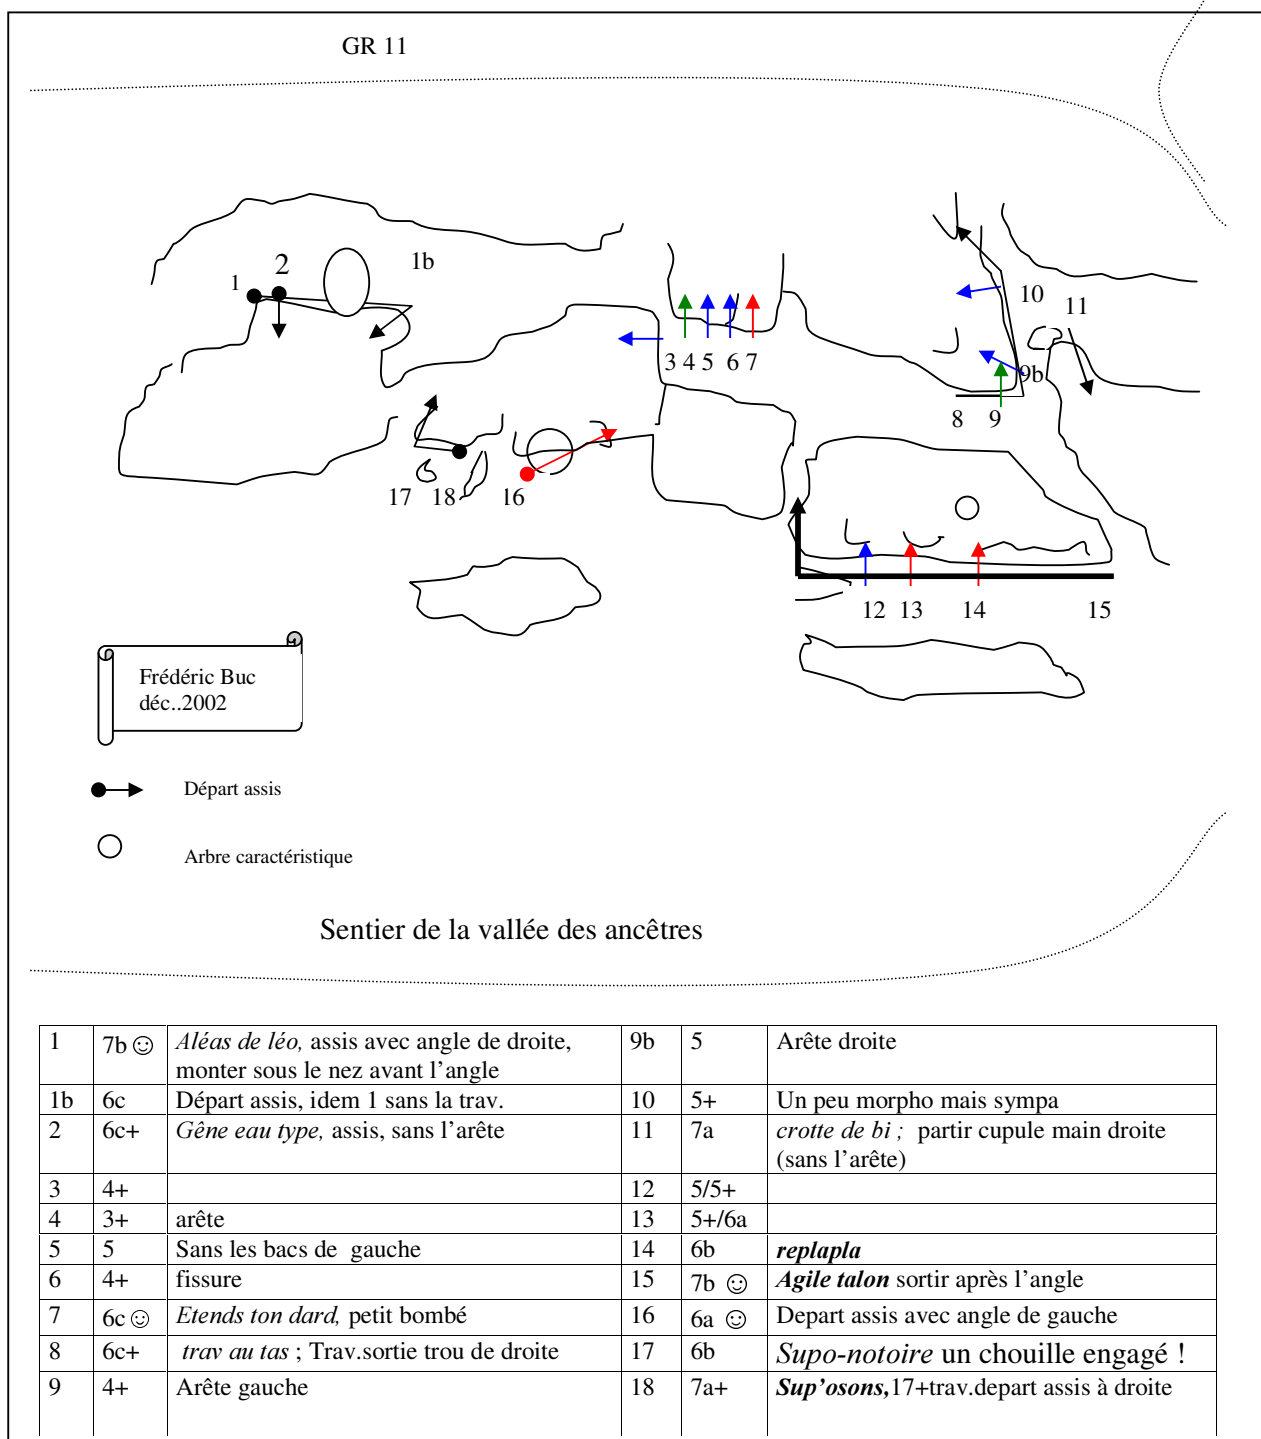 GR 11
2
1b
1
10
11
3 4 5 6 7
9b
8 9
17 18 16
12 13 14 15
Frédéric Buc
déc..2002
Départ assis
Arbre caractéristique
Sentier de la vallée des ancêtres
1 7b ☺ Aléas de léo, assis avec angle de droite,
monter sous le nez avant l’angle
9b 5 Arête droite
1b 6c Départ assis, idem 1 sans la trav.
10 5+ Un peu morpho mais sympa
2 6c+ Gêne eau type, assis, sans l’arête
11 7a crotte de bi ; partir cupule main droite
(sans l’arête)
3 4+
12 5/5+
4 3+ arête
13 5+/6a
5 5 Sans les bacs de gauche
14 6b replapla
6 4+ fissure
15 7b ☺ Agile talon sortir après l’angle
7 6c ☺ Etends ton dard, petit bombé
16 6a ☺ Depart assis avec angle de gauche
8 6c+ trav au tas ; Trav.sortie trou de droite
17 6b Supo-notoire un chouille engagé !
9 4+ Arête gauche
18 7a+ Sup’osons,17+trav.depart assis à droite